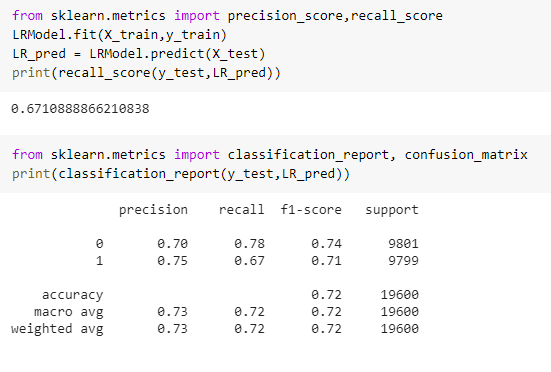 from sklearn.metrics import precision_score,recall_score
LRModel.fit(X_train,y_train)
LR_pred = LRModel.predict(X_test)
print(recall_score(y_test,LR_pred))
0.6710888866210838
from sklearn.metrics import classification_report, confusion_matrix
print(classification_report(y_test,LR_pred))
precision recall f1-score support
0 0.70 0.78 0.74 9801
1 0.75 0.67 0.71 9799
accuracy 0.72 19600
macro avg 0.73 0.72 0.72 19600
weighted avg 0.73 0.72 0.72 19600